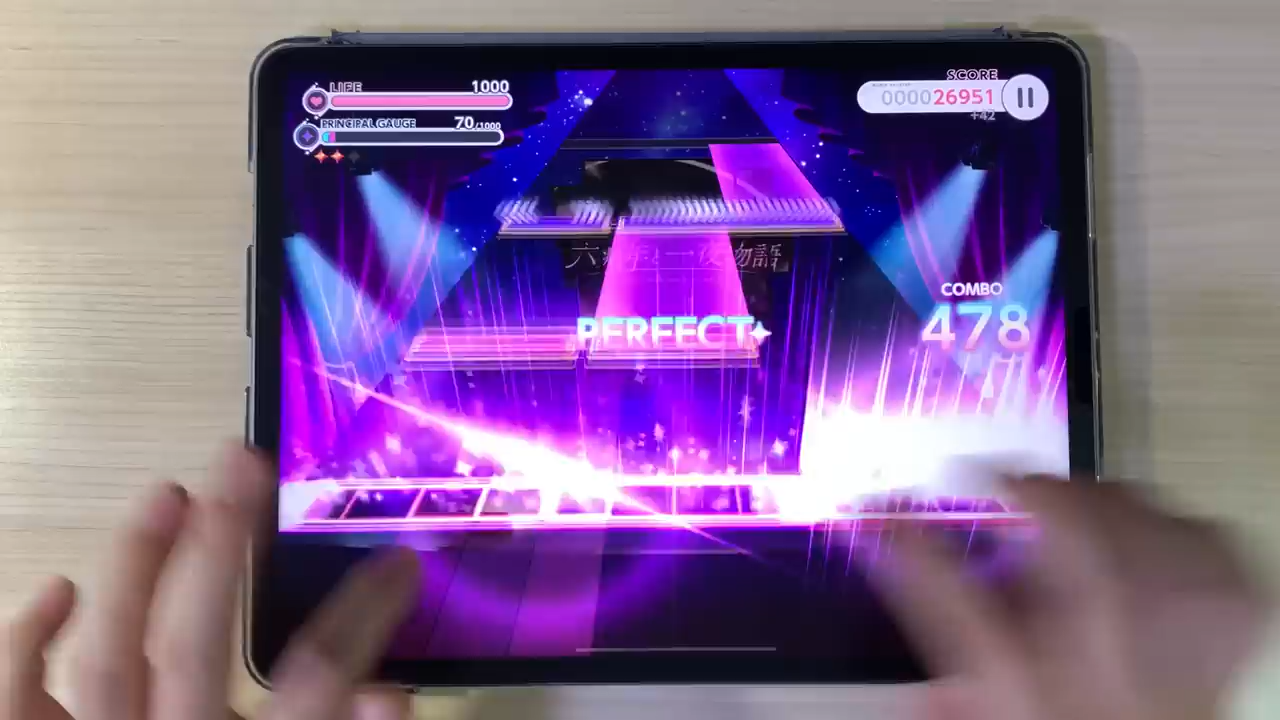 LIFE 1000
PRINCIPAL GAUGE 70/1000
SCORE
000026951
+42
COMBO
478
PERFECT